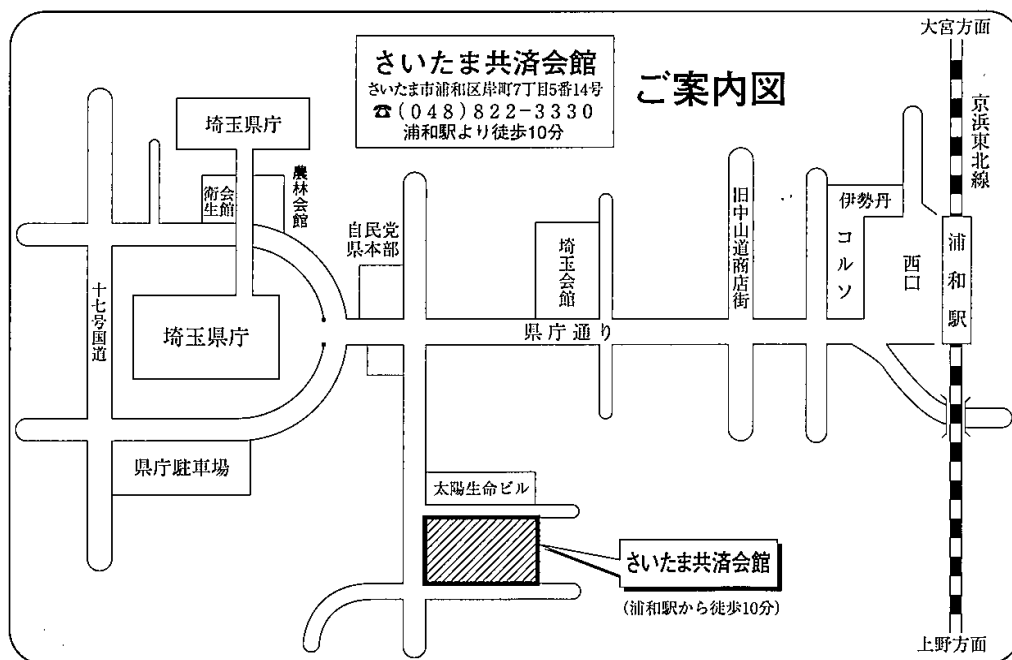 大宮方面
さいたま共済会館
さいたま市浦和区岸町7丁目5番14号
☎(048)822-3330
浦和駅より徒歩10分
ご案内図
京浜東北線
埼玉県庁
衛生会館
農林会館
自民党
県本部
埼玉会館
旧中山道商店街
伊勢丹
コルソ
西口
浦和駅
十七号国道
埼玉県庁
県庁通り
県庁駐車場
太陽生命ビル
さいたま共済会館
(浦和駅から徒歩10分)
上野方面